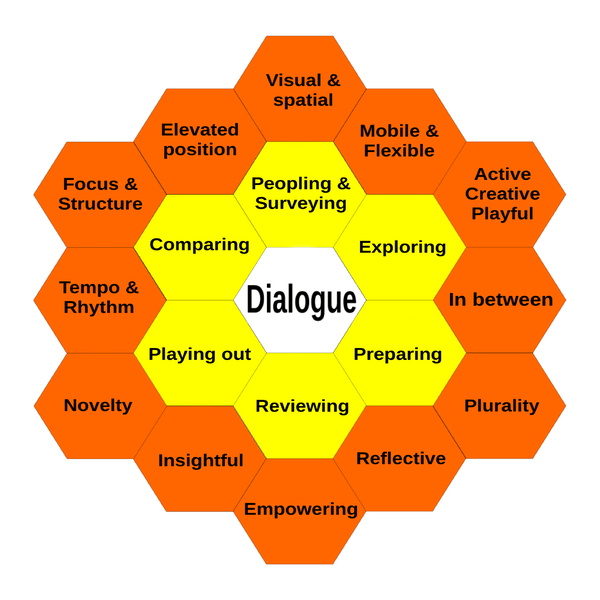 Visual &
spatial
Elevated
position
Mobile &
Flexible
Focus &
Structure
Peopling &
Surveying
Active
Creative
Playful
Comparing
Exploring
Tempo &
Rhythm
Dialogue
In between
Playing out
Preparing
Novelty
Reviewing
Plurality
Insightful
Reflective
Empowering